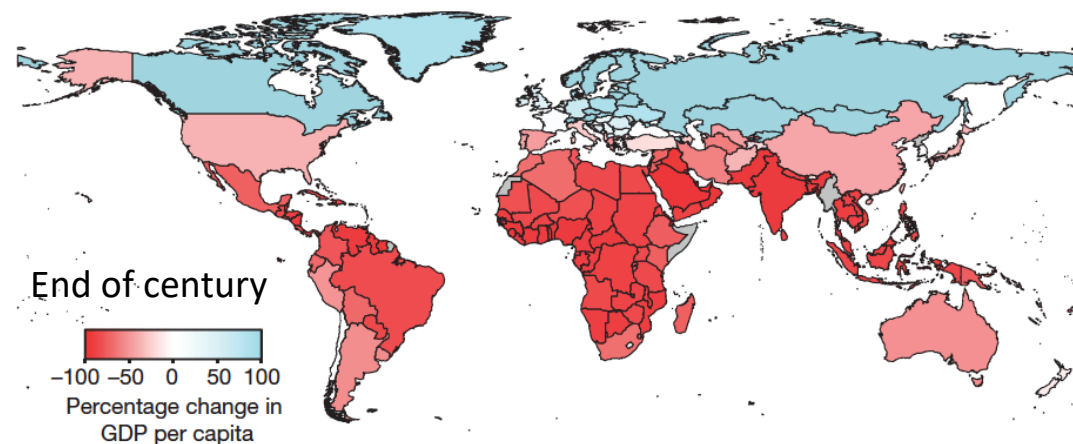 End of century
−100 −50 0 50 100
Percentage change in
GDP per capita